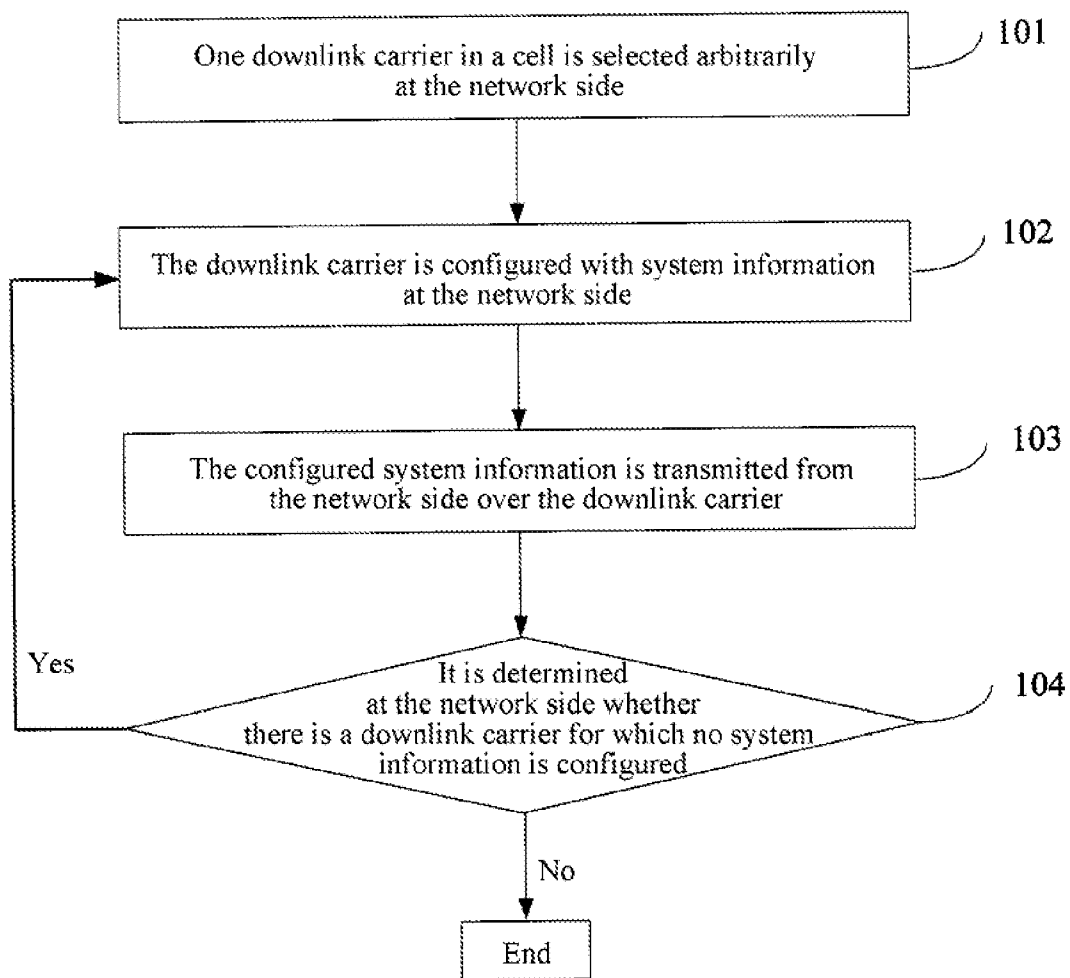 One downlink carrier in a cell is selected arbitrarily
at the network side
101
The downlink carrier is configured with system information
at the network side
102
The configured system information is transmitted from
the network side over the downlink carrier
103
It is determined
at the network side whether
there is a downlink carrier for which no system
information is configured
104
Yes
No
End